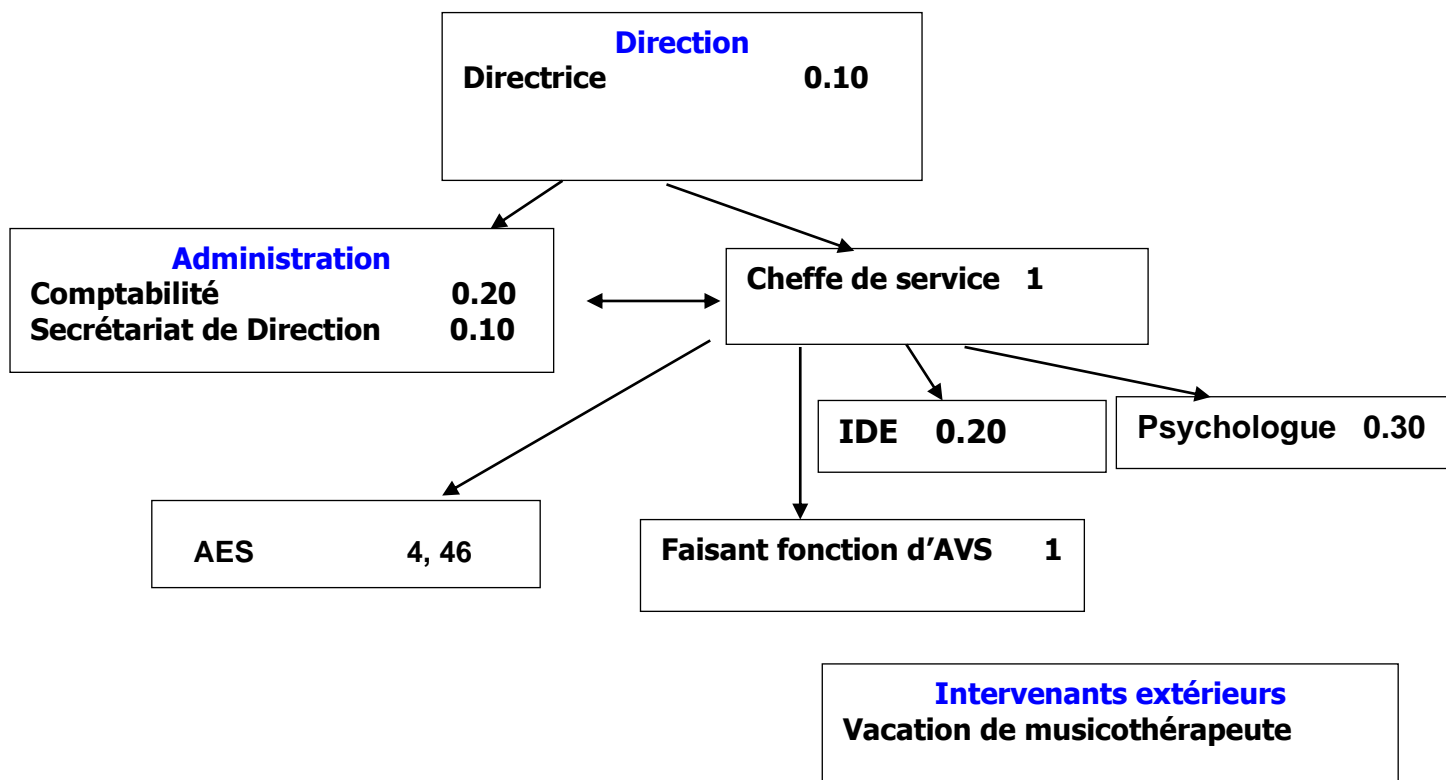 Direction
Directrice 0.10
Administration
Comptabilité 0.20
Secrétariat de Direction 0.10
Cheffe de service 1
IDE 0.20
Psychologue 0.30
AES 4, 46
Faisant fonction d’AVS 1
Intervenants extérieurs
Vacation de musicothérapeute